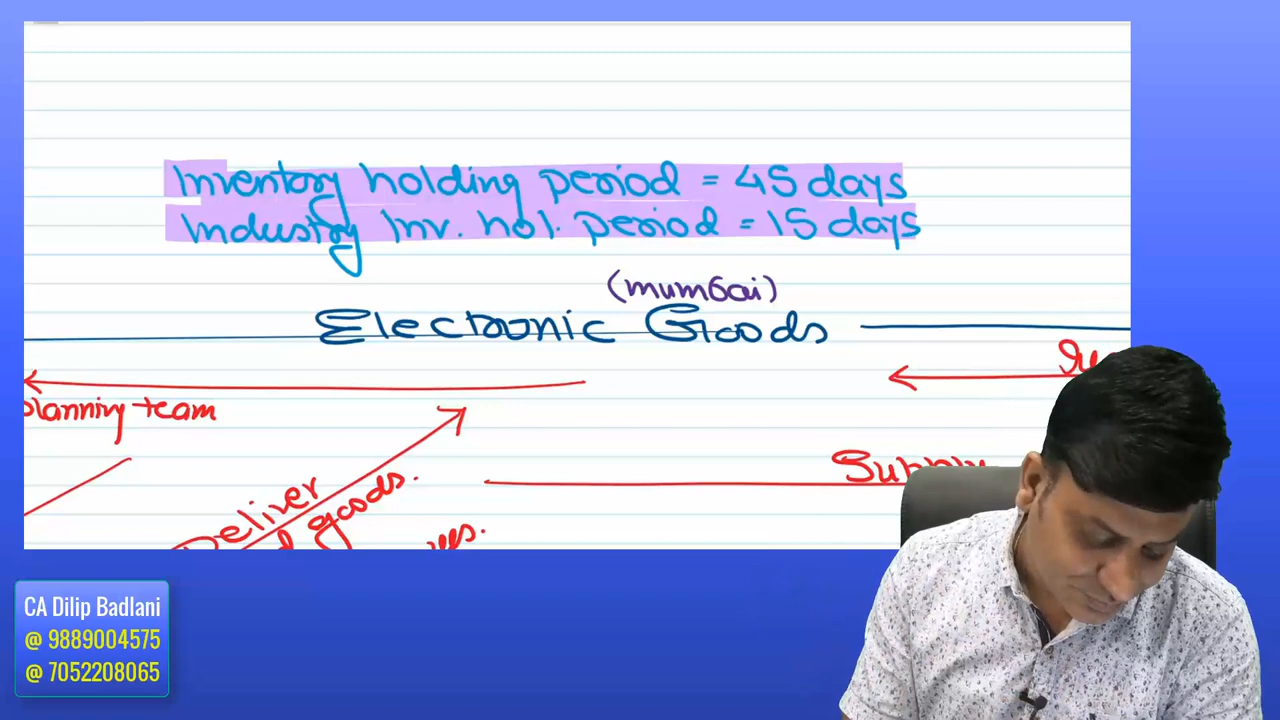 Inventory holding period = 45 days
Industry Inv. hol. period = 15 days
(mumbai)
Electronic Goods
planning team
Supply
Deliver
goods.
CA Dilip Badlani
@ 9889004575
@ 7052208065